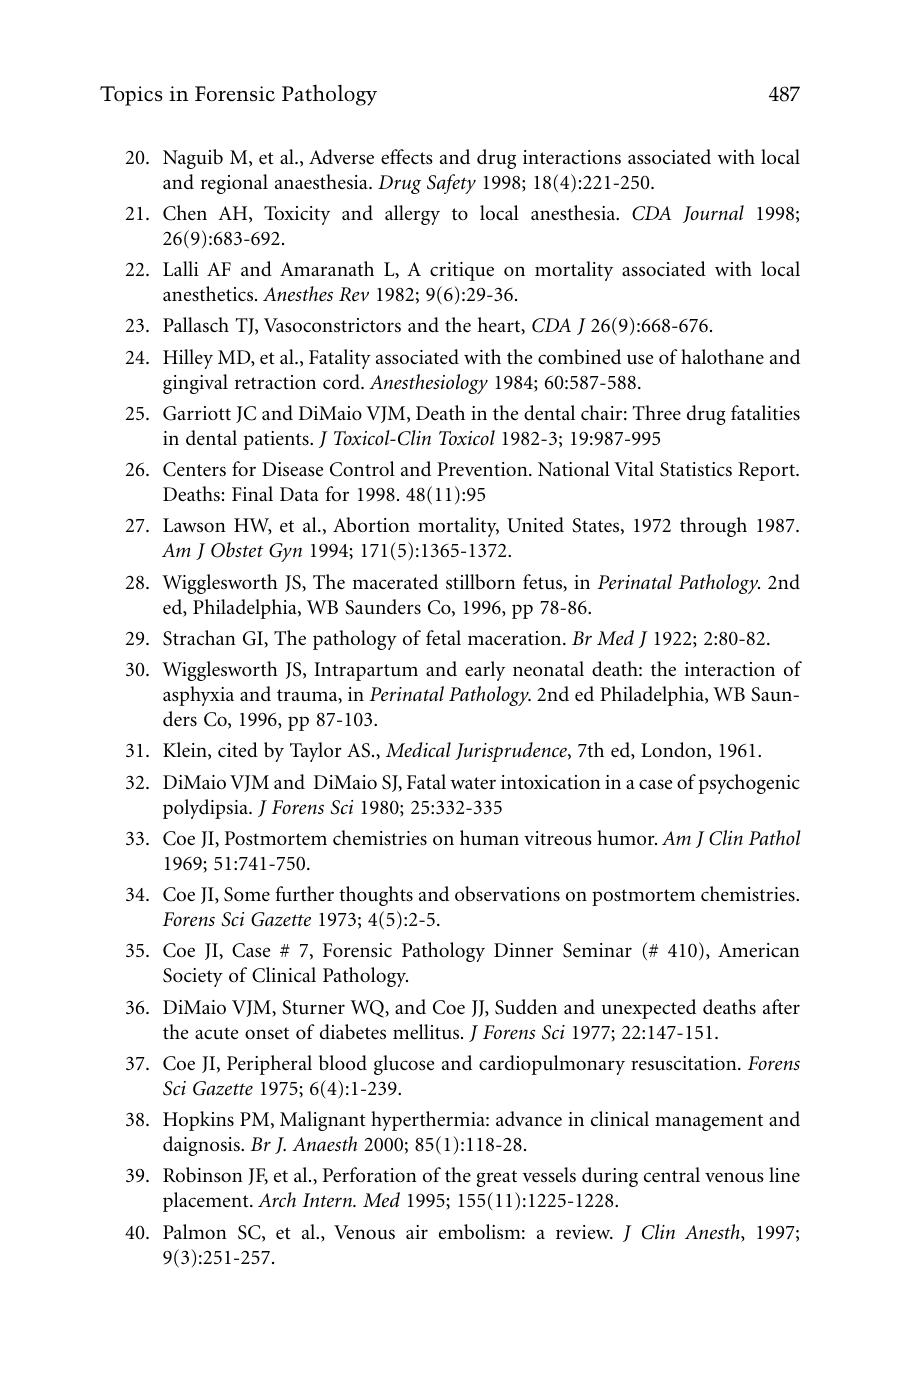 Topics in Forensic Pathology 487
20. Naguib M, et al., Adverse effects and drug interactions associated with local
and regional anaesthesia. Drug Safety 1998; 18(4):221-250.
21. Chen AH, Toxicity and allergy to local anesthesia. CDA Journal 1998;
26(9):683-692.
22. Lalli AF and Amaranath L, A critique on mortality associated with local
anesthetics. Anesthes Rev 1982; 9(6):29-36.
23. Pallasch TJ, Vasoconstrictors and the heart, CDA J 26(9):668-676.
24. Hilley MD, et al., Fatality associated with the combined use of halothane and
gingival retraction cord. Anesthesiology 1984; 60:587-588.
25. Garriott JC and DiMaio VJM, Death in the dental chair: Three drug fatalities
in dental patients. J Toxicol-Clin Toxicol 1982-3; 19:987-995
26. Centers for Disease Control and Prevention. National Vital Statistics Report.
Deaths: Final Data for 1998. 48(11):95
27. Lawson HW, et al., Abortion mortality, United States, 1972 through 1987.
Am J Obstet Gyn 1994; 171(5):1365-1372.
28. Wigglesworth JS, The macerated stillborn fetus, in Perinatal Pathology. 2nd
ed, Philadelphia, WB Saunders Co, 1996, pp 78-86.
29. Strachan GI, The pathology of fetal maceration. Br Med J 1922; 2:80-82.
30. Wigglesworth JS, Intrapartum and early neonatal death: the interaction of
asphyxia and trauma, in Perinatal Pathology. 2nd ed Philadelphia, WB Saun-
ders Co, 1996, pp 87-103.
31. Klein, cited by Taylor AS., Medical Jurisprudence, 7th ed, London, 1961.
32. DiMaio VJM and DiMaio SJ, Fatal water intoxication in a case of psychogenic
polydipsia. J Forens Sci 1980; 25:332-335
33. Coe JI, Postmortem chemistries on human vitreous humor. Am J Clin Pathol
1969; 51:741-750.
34. Coe JI, Some further thoughts and observations on postmortem chemistries.
Forens Sci Gazette 1973; 4(5):2-5.
35. Coe JI, Case # 7, Forensic Pathology Dinner Seminar (# 410), American
Society of Clinical Pathology.
36. DiMaio VJM, Sturner WQ, and Coe JJ, Sudden and unexpected deaths after
the acute onset of diabetes mellitus. J Forens Sci 1977; 22:147-151.
37. Coe JI, Peripheral blood glucose and cardiopulmonary resuscitation. Forens
Sci Gazette 1975; 6(4):1-239.
38. Hopkins PM, Malignant hyperthermia: advance in clinical management and
daignosis. Br J. Anaesth 2000; 85(1):118-28.
39. Robinson JF, et al., Perforation of the great vessels during central venous line
placement. Arch Intern. Med 1995; 155(11):1225-1228.
40. Palmon SC, et al., Venous air embolism: a review. J Clin Anesth, 1997;
9(3):251-257.